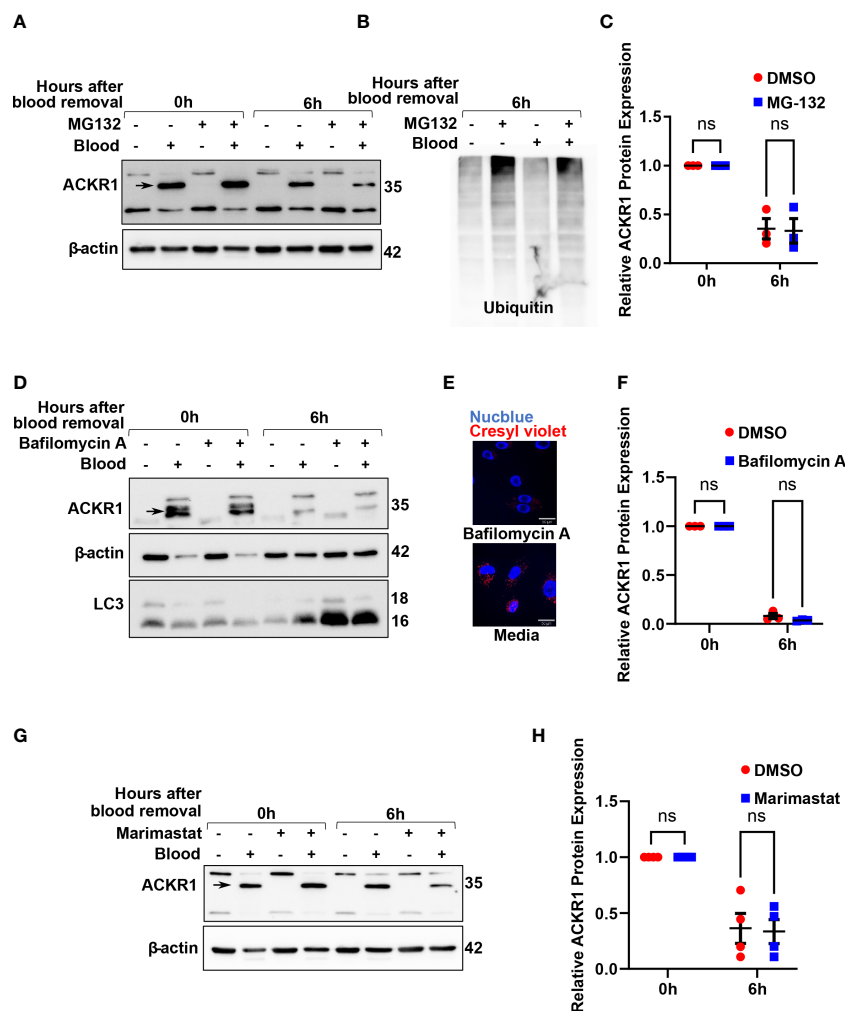 A
Hours after
blood removal
0h
6h
MG132 - - + + - - + +
Blood - + - + - + - +
ACKR1
35
β-actin
42
B
Hours after
blood removal
6h
MG132 - + - +
Blood - - + +
Ubiquitin
C
DMSO
MG-132
Relative ACKR1 Protein Expression
1.5
1.0
0.5
0.0
ns
ns
0h
6h
D
Hours after
blood removal
0h
6h
Bafilomycin A - - + + - - + +
Blood - + - + - + - +
ACKR1
35
β-actin
42
LC3
18
16
E
Nucblue
Cresyl violet
Bafilomycin A
Media
F
DMSO
Bafilomycin A
Relative ACKR1 Protein Expression
1.5
1.0
0.5
0.0
ns
ns
0h
6h
G
Hours after
blood removal
0h
6h
Marimastat - - + + - - + +
Blood - + - + - + - +
ACKR1
35
β-actin
42
H
DMSO
Marimastat
Relative ACKR1 Protein Expression
1.5
1.0
0.5
0.0
ns
ns
0h
6h